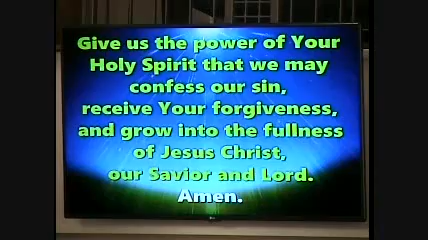 Give us the power of Your
Holy Spirit that we may
confess our sin,
receive Your forgiveness,
and grow into the fullness
of Jesus Christ,
our Savior and Lord.
Amen.